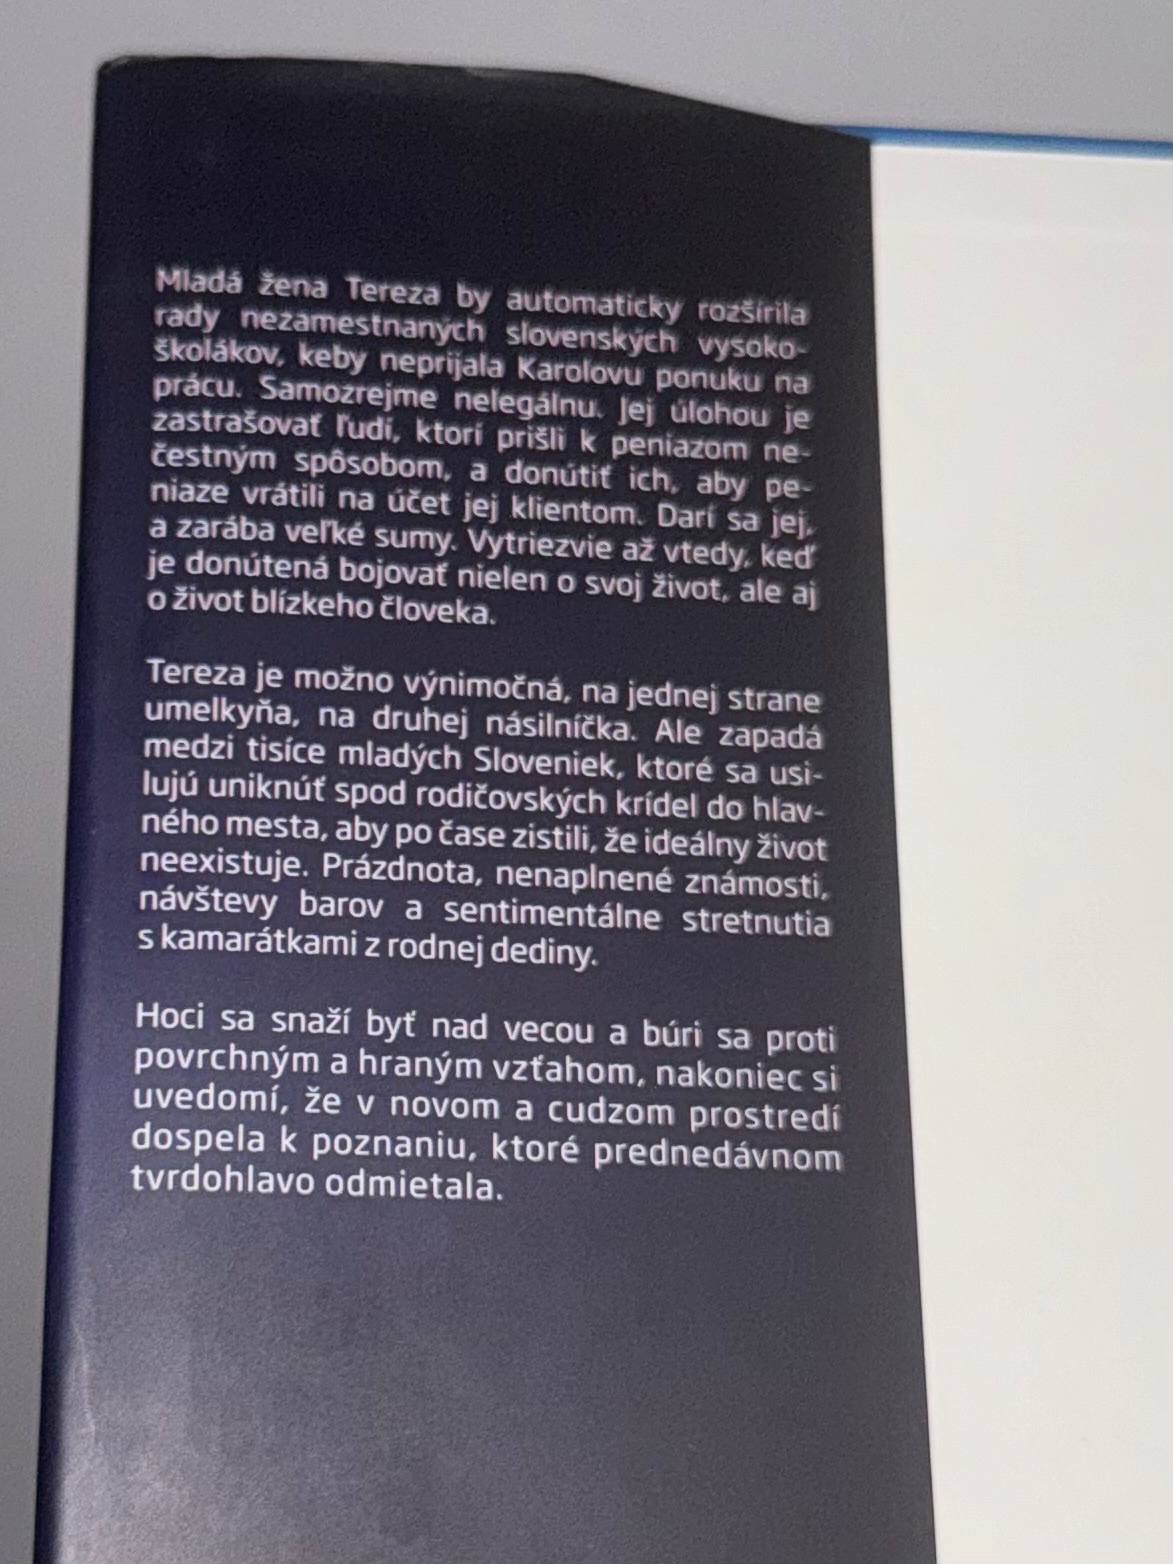 Mladá žena Tereza by automaticky rozšírila
rady nezamestnaných slovenských vysoko-
školákov, keby neprijala Karolovu ponuku na
prácu. Samozrejme nelegálnu. Jej úlohou je
zastrašovať ľudí, ktorí prišli k peniazom ne-
čestným spôsobom, a donútiť ich, aby pe-
niaze vrátili na účet jej klientom. Darí sa jej,
a zarába veľké sumy. Vytriezvie až vtedy, keď
je donútená bojovať nielen o svoj život, ale aj
o život blízkeho človeka.
Tereza je možno výnimočná, na jednej strane
umelkyňa, na druhej násilníčka. Ale zapadá
medzi tisíce mladých Sloveniek, ktoré sa usi-
lujú uniknúť spod rodičovských krídel do hlav-
ného mesta, aby po čase zistili, že ideálny život
neexistuje. Prázdnota, nenaplnené známosti,
návštevy barov a sentimentálne stretnutia
s kamarátkami z rodnej dediny.
Hoci sa snaží byť nad vecou a búri sa proti
povrchným a hraným vzťahom, nakoniec si
uvedomí, že v novom a cudzom prostredí
dospela k poznaniu, ktoré prednedávnom
tvrdohlavo odmietala.